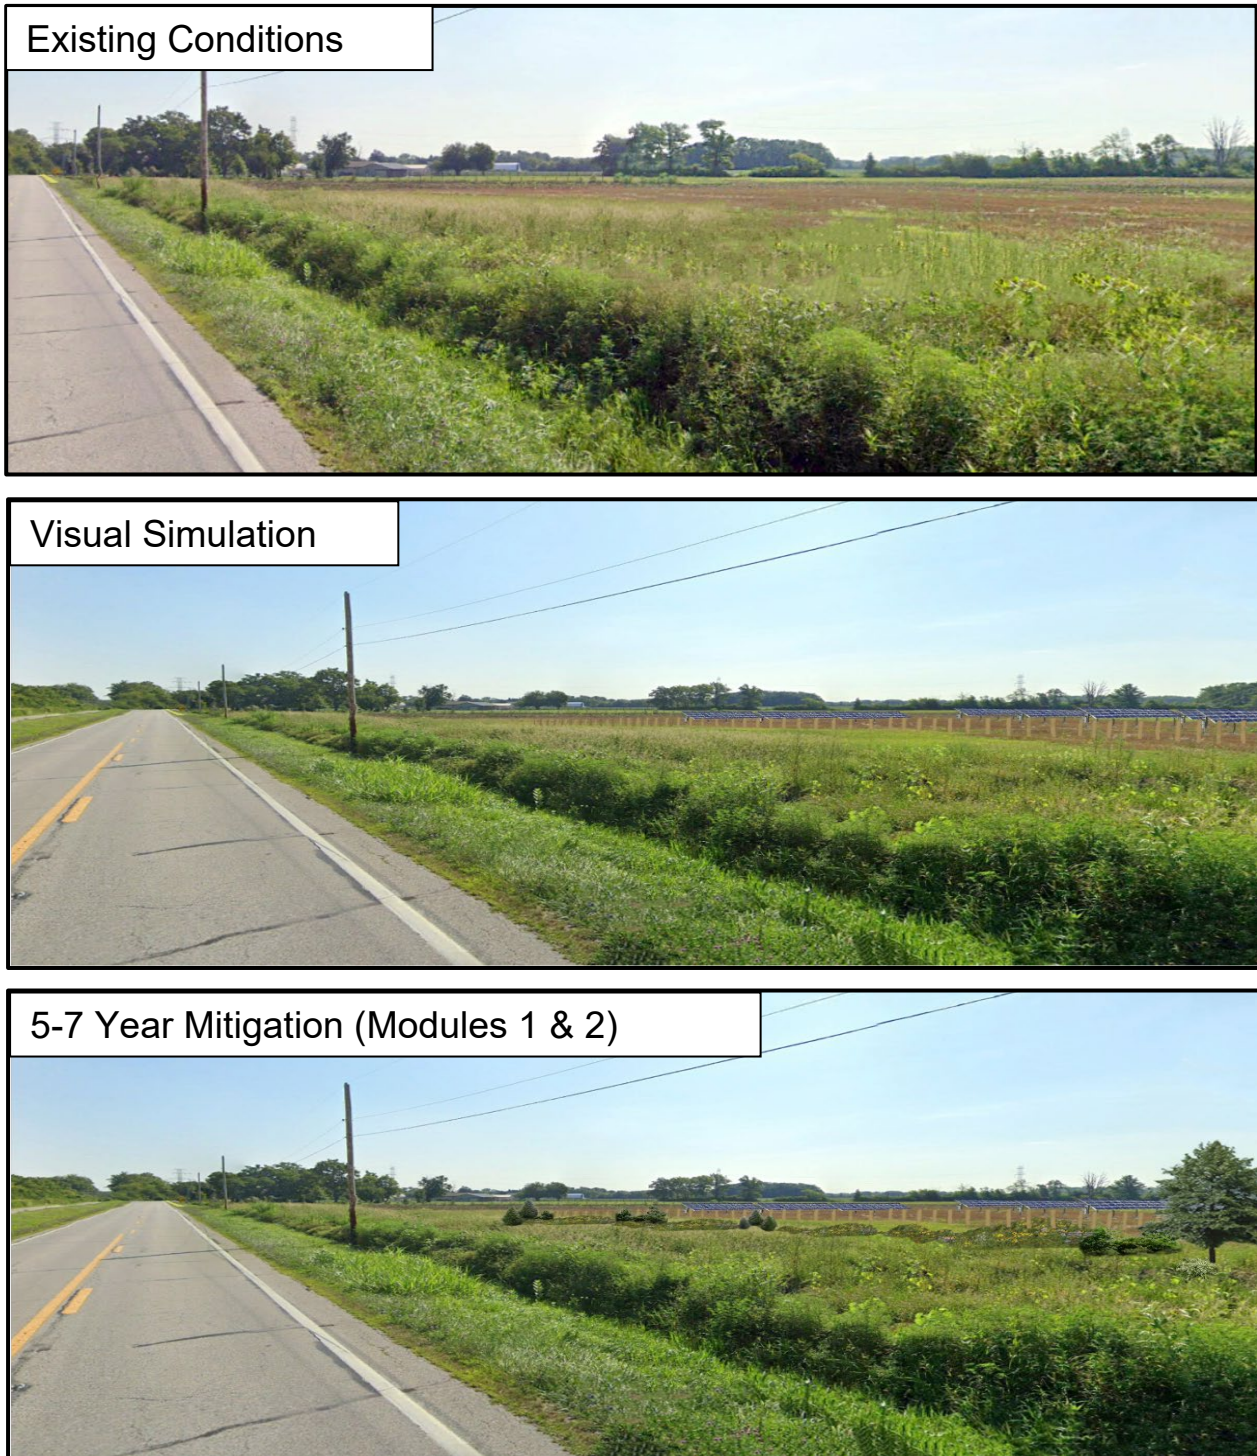 Existing Conditions
Visual Simulation
5-7 Year Mitigation (Modules 1 & 2)